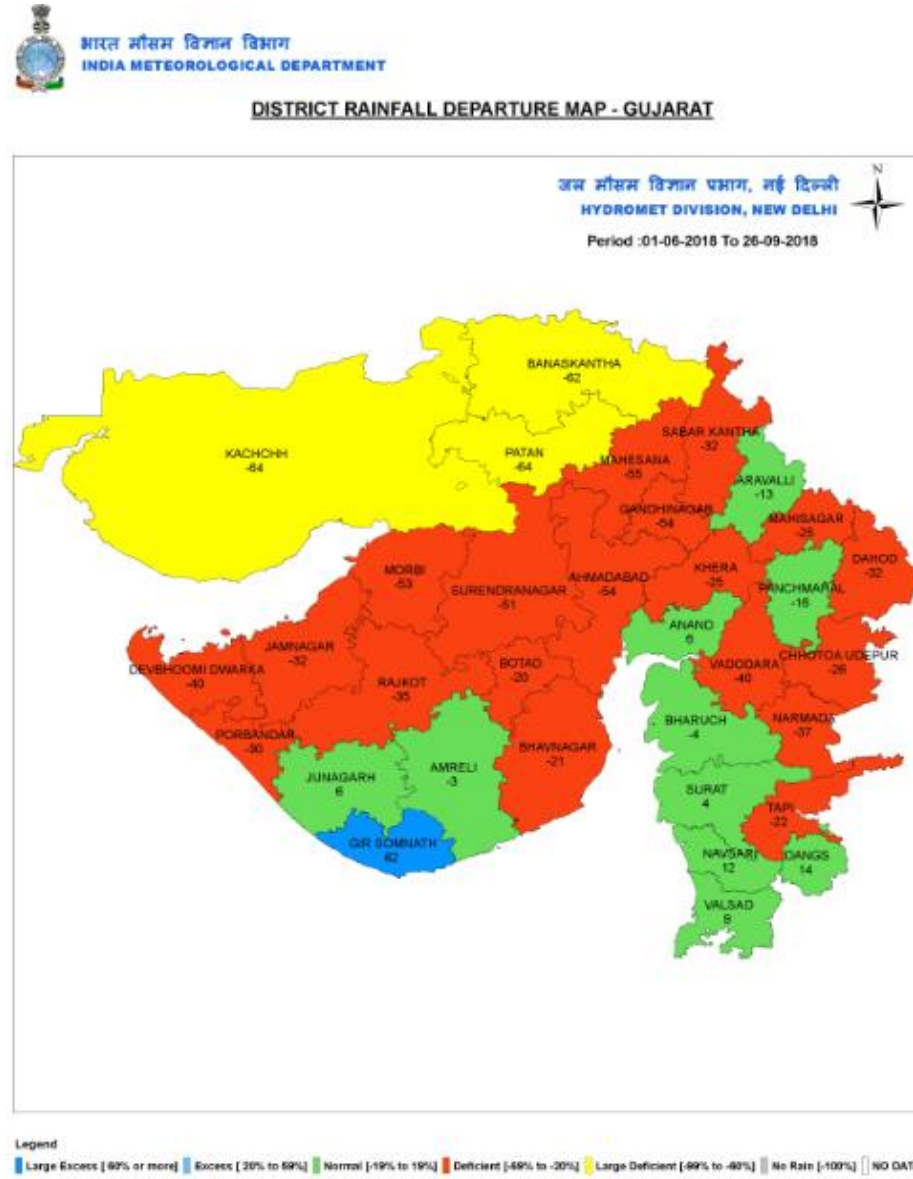 भारत मौसम विज्ञान विभाग
INDIA METEOROLOGICAL DEPARTMENT
DISTRICT RAINFALL DEPARTURE MAP - GUJARAT
N
जल मौसम विज्ञान प्रभाग, नई दिल्ली
HYDROMET DIVISION, NEW DELHI
Period :01-06-2018 To 26-09-2018
BANASKANTHA
-62
SABAR KANTHA
-32
KACHCHH
-64
PATAN
-64
MAHESANA
-55
ARAVALLI
-13
GANDHINAGAR
-54
MAHISAGAR
DAHOD
-32
MORBI
-53
SURENDRANAGAR
-51
AHMADABAD
-54
KHERA
-25
PANCHMAHAL
ANAND
6
JAMNAGAR
-32
DEVBHOOMI DWARKA
-40
RAJKOT
-35
BOTAD
-20
VADODARA
-40
CHHOTOA UDEPUR
-26
PORBANDAR
-30
BHAVNAGAR
-21
BHARUCH
-4
NARMADA
-37
JUNAGARH
6
AMRELI
-3
SURAT
4
TAPI
-22
GIR SOMNATH
62
NAVSARI
12
DANGS
14
VALSAD
9
Legend
Large Excess [ 60% or more] Excess [ 20% to 59%] Normal [-19% to 19%] Deficient [-59% to -20%] Large Deficient [-99% to -60%] No Rain [-100%] NO DAT